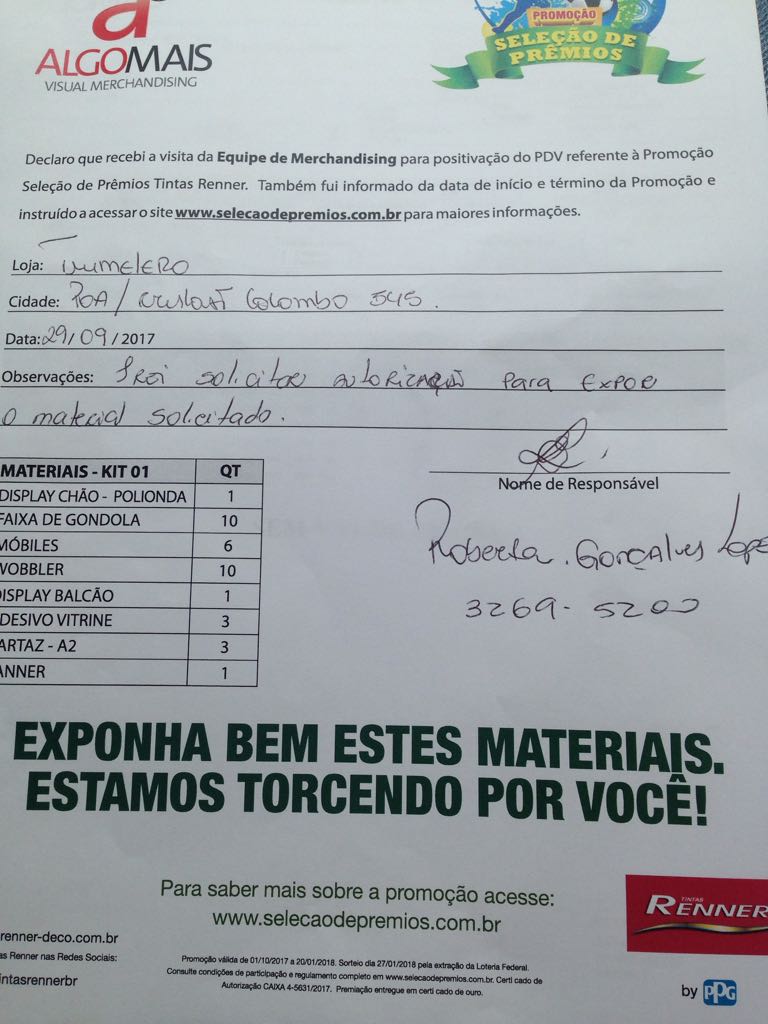 ALGOMAIS
VISUAL MERCHANDISING
PROMOÇÃO
SELEÇÃO DE
PRÊMIOS
Declaro que recebi a visita da Equipe de Merchandising para positivação do PDV referente à Promoção
Seleção de Prêmios Tintas Renner. Também fui informado da data de início e término da Promoção e
instruído a acessar o site www.selecaodepremios.com.br para maiores informações.
Loja: TUMELERO
Cidade: POA / Cristovã Colombo 545.
Data: 29/09/2017
Observações: Irei solicitar autorização para EXPOR
o material solicitado.
MATERIAIS - KIT 01 QT
DISPLAY CHÃO - POLIONDA 1
FAIXA DE GONDOLA 10
MÓBILES 6
WOBBLER 10
DISPLAY BALCÃO 1
DESIVO VITRINE 3
ARTAZ - A2 3
ANNER 1
Nome de Responsável
Roberta. Gonçalves Lope
3269-5200
EXPONHA BEM ESTES MATERIAIS.
ESTAMOS TORCENDO POR VOCÊ!
Para saber mais sobre a promoção acesse:
www.selecaodepremios.com.br
TINTAS
RENNER
renner-deco.com.br
as Renner nas Redes Sociais:
intasrennerbr
Promoção válida de 01/10/2017 a 20/01/2018. Sorteio dia 27/01/2018 pela extração da Loteria Federal.
Consulte condições de participação e regulamento completo em www.selecaodepremios.com.br. Certi cado de
Autorização CAIXA 4-5631/2017. Premiação entregue em certi cado de ouro.
by PPG